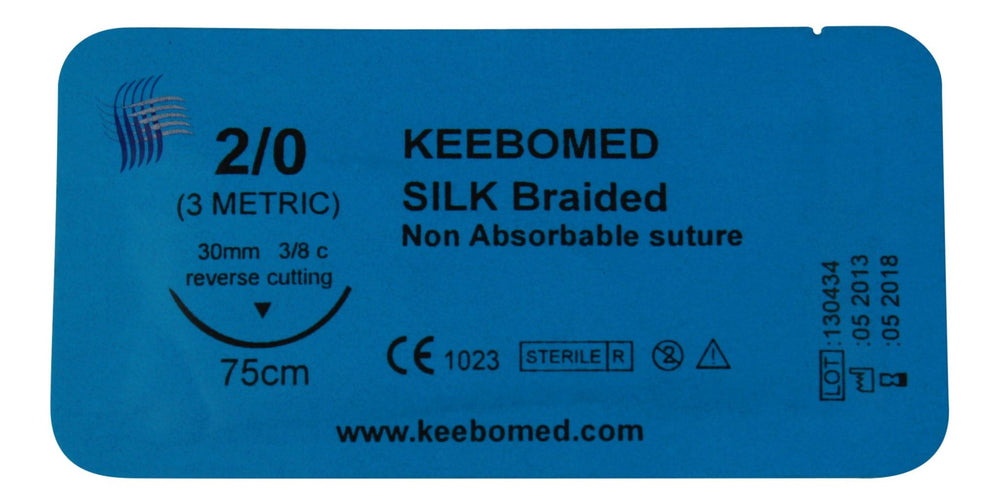 2/0
(3 METRIC)
30mm 3/8 c
reverse cutting
75cm
KEEBOMED
SILK Braided
Non Absorbable suture
CE 1023 STERILE R 2
www.keebomed.com
LOT :130434
:05 2013
:05 2018